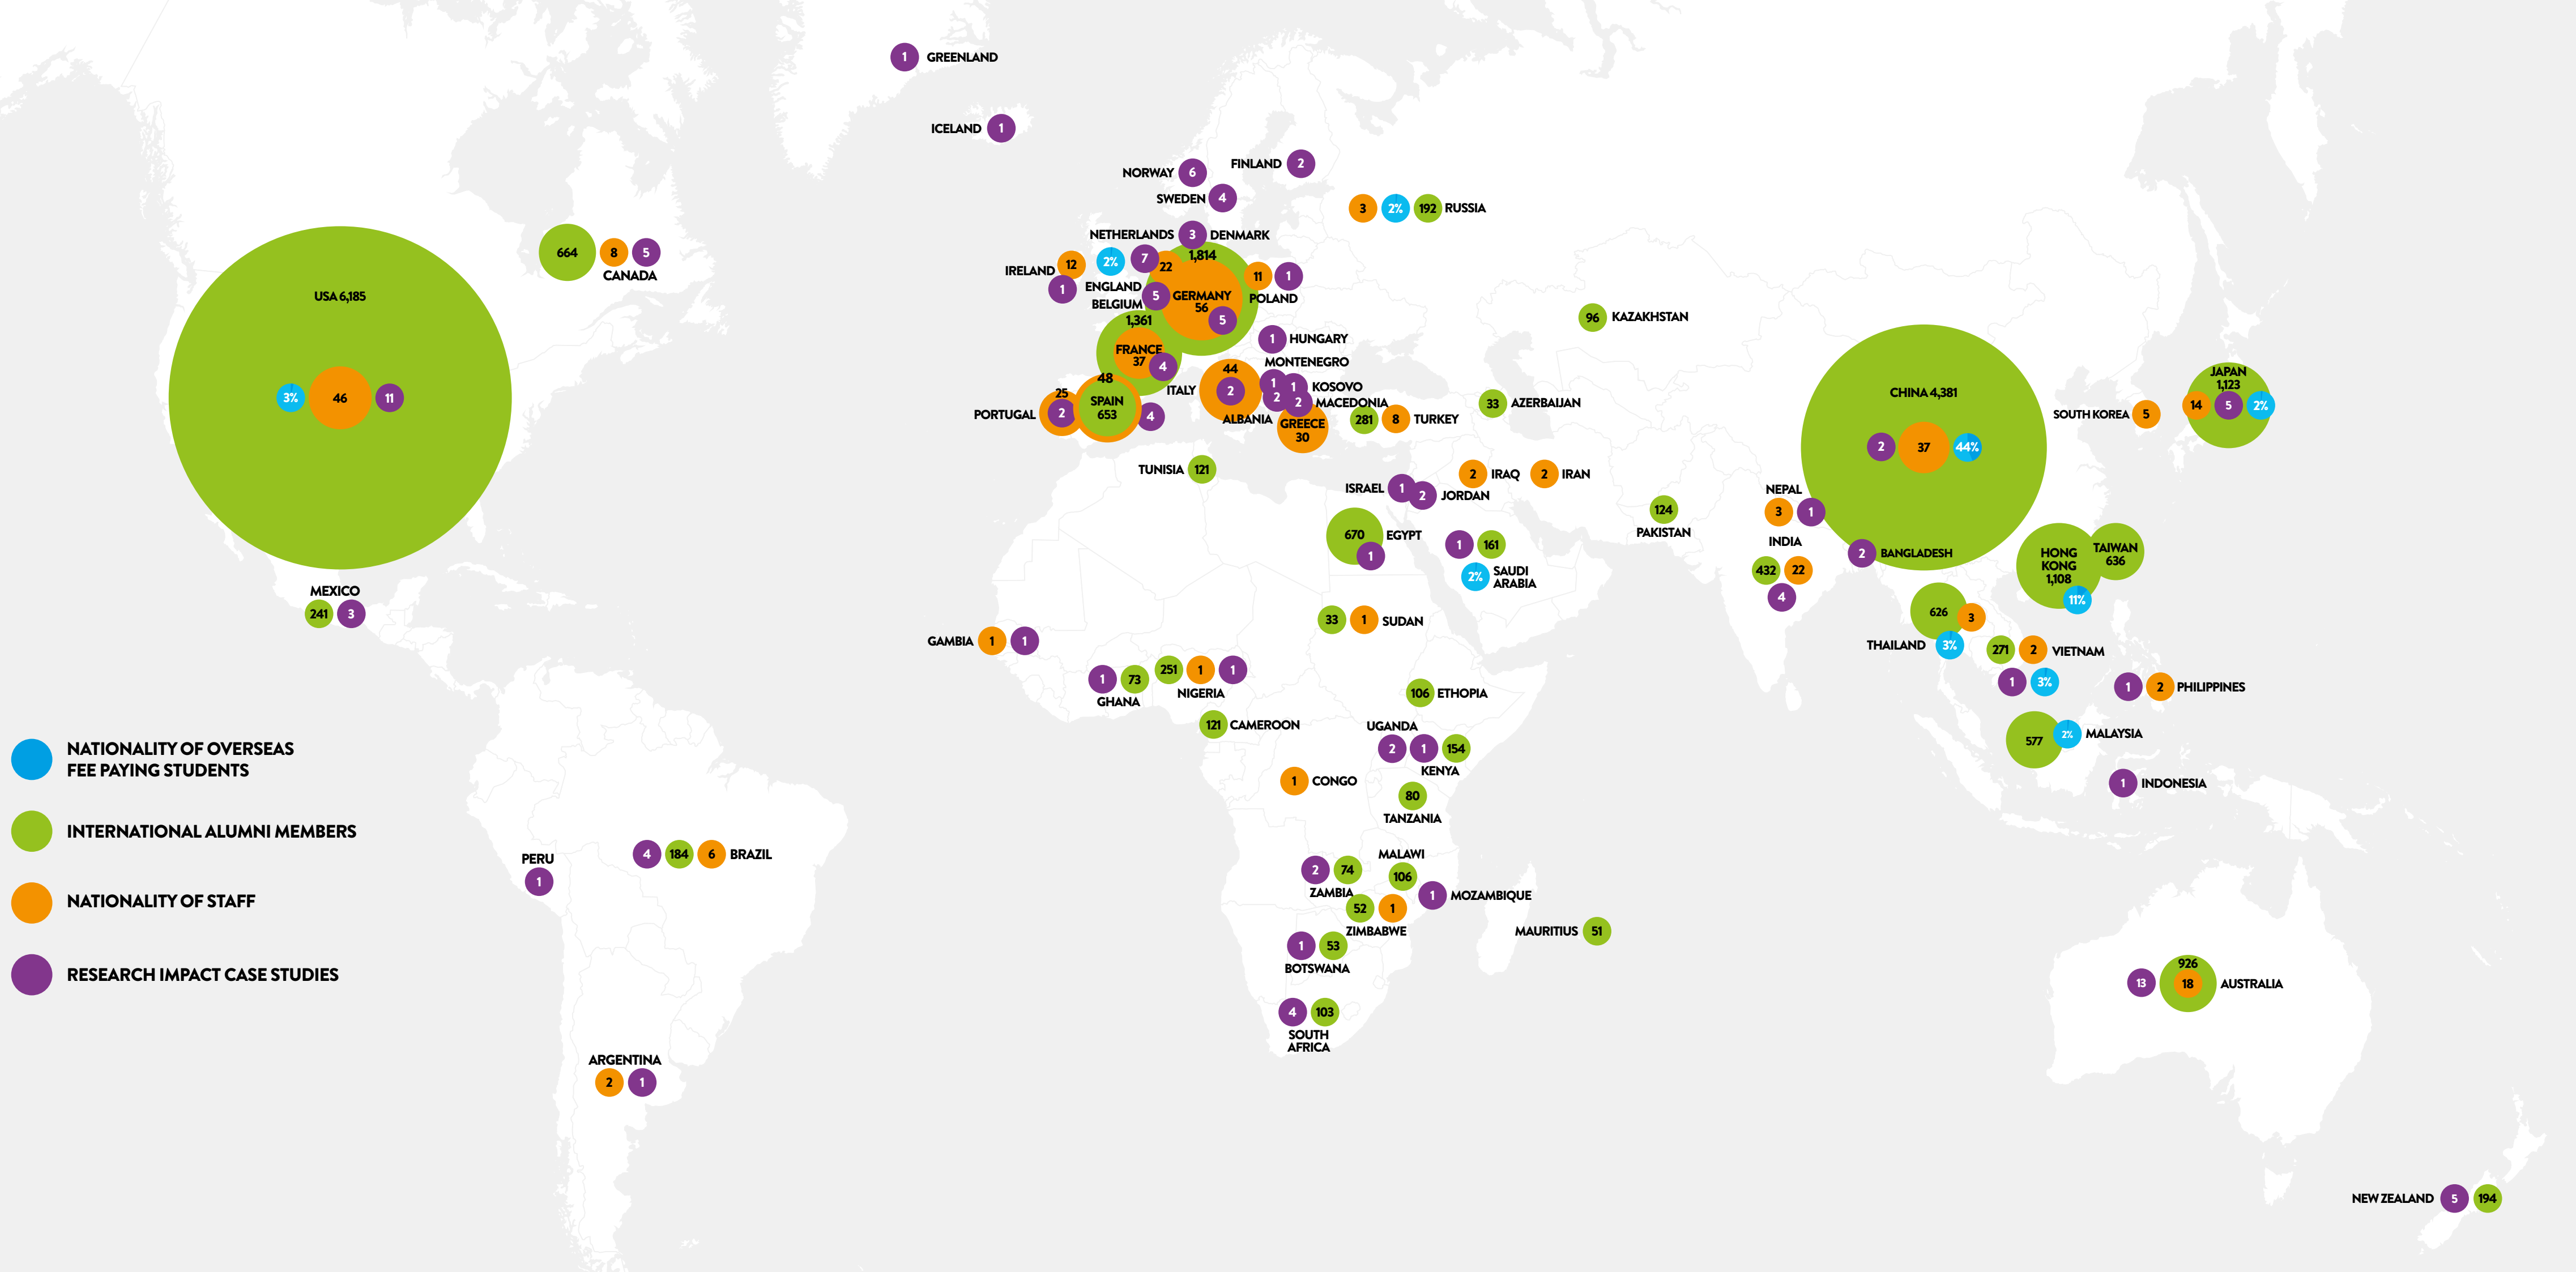 1 GREENLAND
ICELAND 1
NORWAY 6
FINLAND 2
SWEDEN 4
3 2% 192 RUSSIA
NETHERLANDS 3 DENMARK
664 8 5
CANADA
IRELAND 12
1
2% 7 22
ENGLAND
BELGIUM 5
1,814
GERMANY
56
5
11 1
POLAND
USA 6,185
3% 46 11
1,361
FRANCE
37
4
1 HUNGARY
MONTENEGRO
1 1 KOSOVO
2 2 MACEDONIA
ALBANIA
ITALY
44
2
25
PORTUGAL 2
48
SPAIN
653
4
GREECE
30
281 8 TURKEY
33 AZERBAIJAN
96 KAZAKHSTAN
CHINA 4,381
2 37 44%
SOUTH KOREA 5
JAPAN
1,123
14 5 2%
TUNISIA 121
ISRAEL 1
2 JORDAN
2 IRAQ
2 IRAN
124
PAKISTAN
NEPAL
3 1
670 EGYPT
1
1 161
2% SAUDI
ARABIA
INDIA
432 22
4
2 BANGLADESH
HONG
KONG
1,108
11%
TAIWAN
636
MEXICO
241 3
33 1 SUDAN
626 3
THAILAND 3%
GAMBIA 1 1
271 2 VIETNAM
1 3%
1 73
GHANA
251 1 1
NIGERIA
106 ETHOPIA
1 2 PHILIPPINES
121 CAMEROON
UGANDA
2 1 154
KENYA
577 2% MALAYSIA
1 CONGO
80
TANZANIA
1 INDONESIA
NATIONALITY OF OVERSEAS
FEE PAYING STUDENTS
INTERNATIONAL ALUMNI MEMBERS
NATIONALITY OF STAFF
RESEARCH IMPACT CASE STUDIES
PERU
1
4 184 6 BRAZIL
2 74
ZAMBIA
MALAWI
106
1 MOZAMBIQUE
52 1
ZIMBABWE
MAURITIUS 51
1 53
BOTSWANA
4 103
SOUTH
AFRICA
13 926
18 AUSTRALIA
ARGENTINA
2 1
NEW ZEALAND 5 194